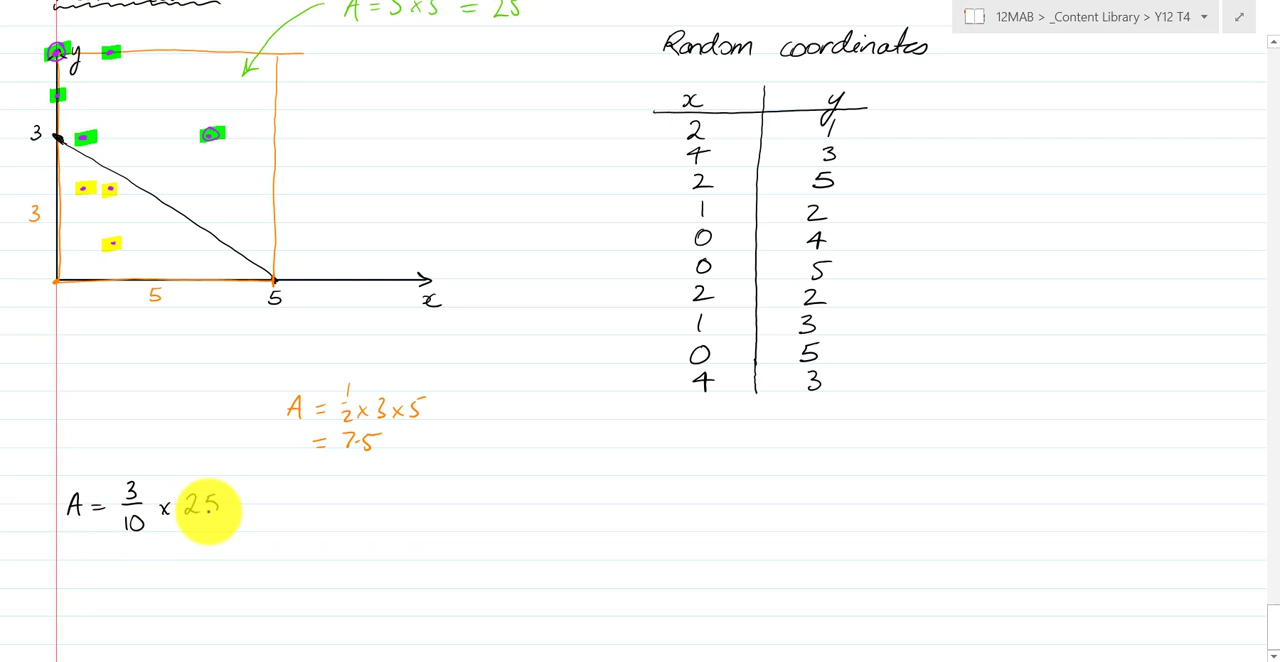 12MAB > _Content Library > Y12 T4
A = 5 x 5 = 25
y
3
3
5
5
x
Random coordinates
x y
2 1
4 3
2 5
1 2
0 4
0 5
2 2
1 3
0 5
4 3
A = 1/2 x 3 x 5
= 7.5
A = 3/10 x 25